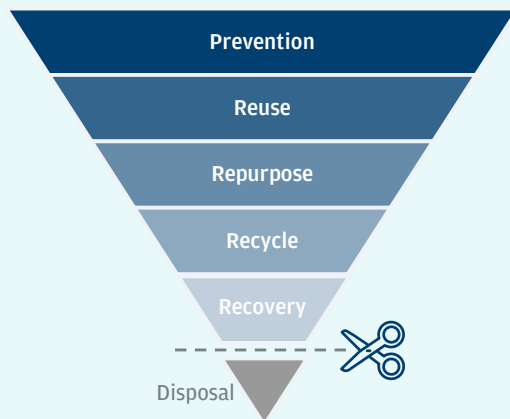 Prevention
Reuse
Repurpose
Recycle
Recovery
Disposal